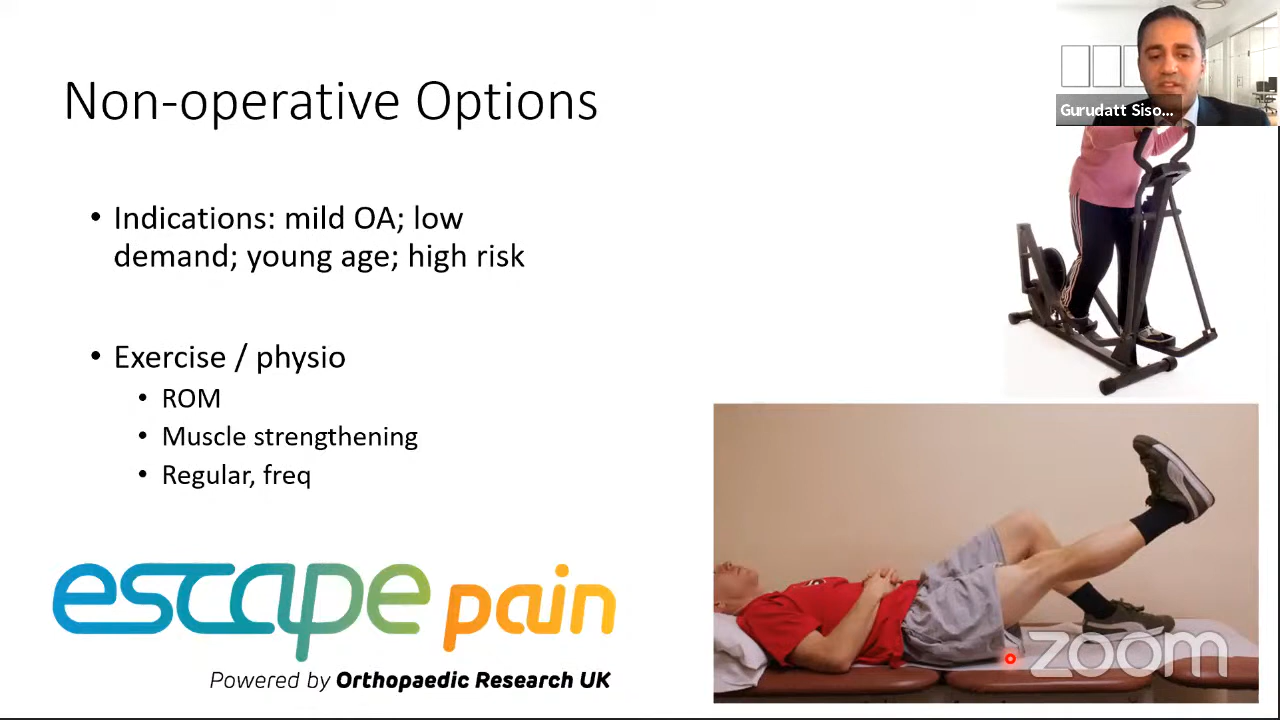 Non-operative Options
Gurudatt Siso...
• Indications: mild OA; low
demand; young age; high risk
• Exercise / physio
• ROM
• Muscle strengthening
• Regular, freq
escape pain
Powered by Orthopaedic Research UK
zoom